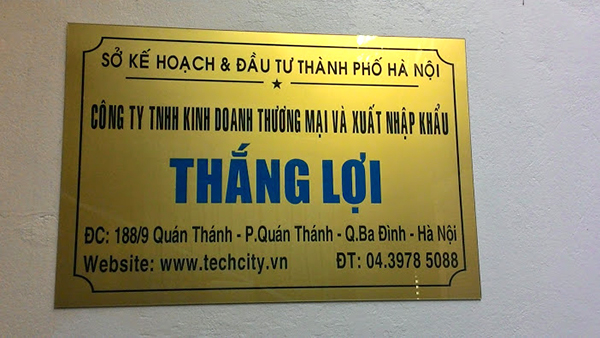 SỞ KẾ HOẠCH & ĐẦU TƯ THÀNH PHỐ HÀ NỘI
CÔNG TY TNHH KINH DOANH THƯƠNG MẠI VÀ XUẤT NHẬP KHẨU
THẮNG LỢI
ĐC: 188/9 Quán Thánh - P.Quán Thánh - Q.Ba Đình - Hà Nội
Website: www.techcity.vn ĐT: 04.3978 5088